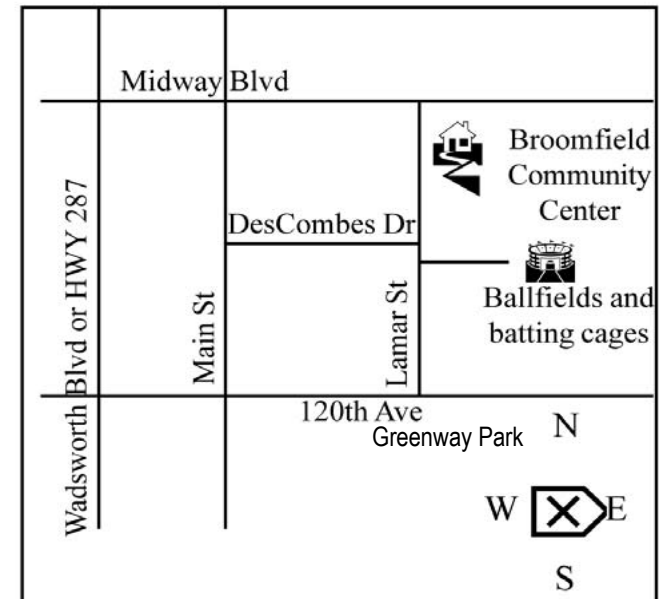 Midway Blvd
Broomfield
Community
Center
DesCombes Dr
Wadsworth Blvd or HWY 287
Main St
Lamar St
Ballfields and
batting cages
120th Ave
Greenway Park
N
W
E
S